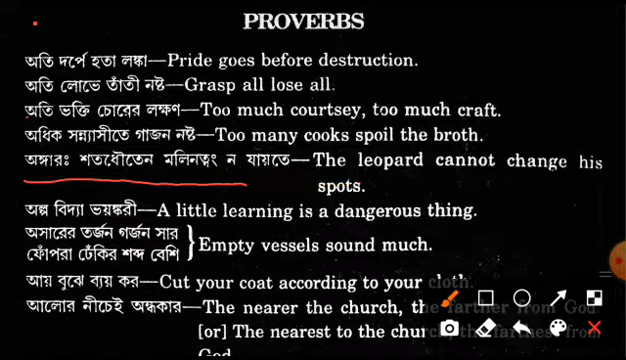 PROVERBS
অতি দর্পে হতা লঙ্কা—Pride goes before destruction.
অতি লোভে তাঁতী নষ্ট—Grasp all lose all.
অতি ভক্তি চোরের লক্ষণ—Too much courtsey, too much craft.
অধিক সন্ন্যাসীতে গাজন নষ্ট—Too many cooks spoil the broth.
অঙ্গারঃ শতধৌতেন মলিনত্বং ন যায়তে—The leopard cannot change his
spots.
অল্প বিদ্যা ভয়ঙ্করী—A little learning is a dangerous thing.
অসারের তর্জন গর্জন সার
ফোঁপরা ঢেঁকির শব্দ বেশি } Empty vessels sound much.
আয় বুঝে ব্যয় কর—Cut your coat according to your cloth.
আলোর নীচেই অন্ধকার—The nearer the church, the farther from God.
[or] The nearest to the church, the farthest from
God.